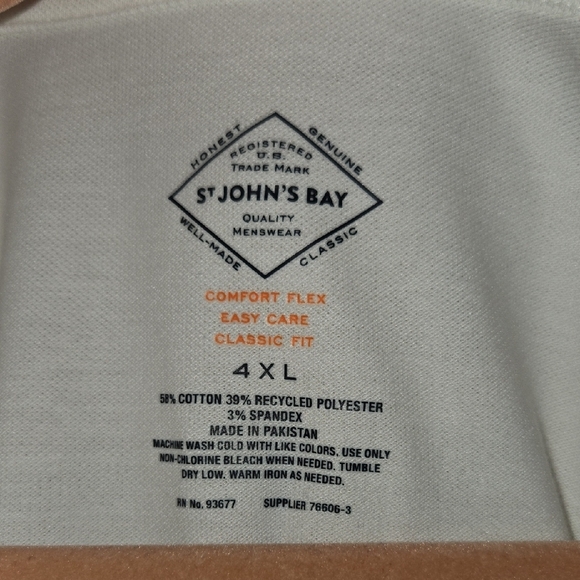 HONEST GENUINE
REGISTERED
U.S.
TRADE MARK
ST JOHN'S BAY
QUALITY
MENSWEAR
WELL-MADE CLASSIC
COMFORT FLEX
EASY CARE
CLASSIC FIT
4XL
58% COTTON 39% RECYCLED POLYESTER
3% SPANDEX
MADE IN PAKISTAN
MACHINE WASH COLD WITH LIKE COLORS. USE ONLY
NON-CHLORINE BLEACH WHEN NEEDED. TUMBLE
DRY LOW. WARM IRON AS NEEDED.
RN No. 93677 SUPPLIER 76606-3